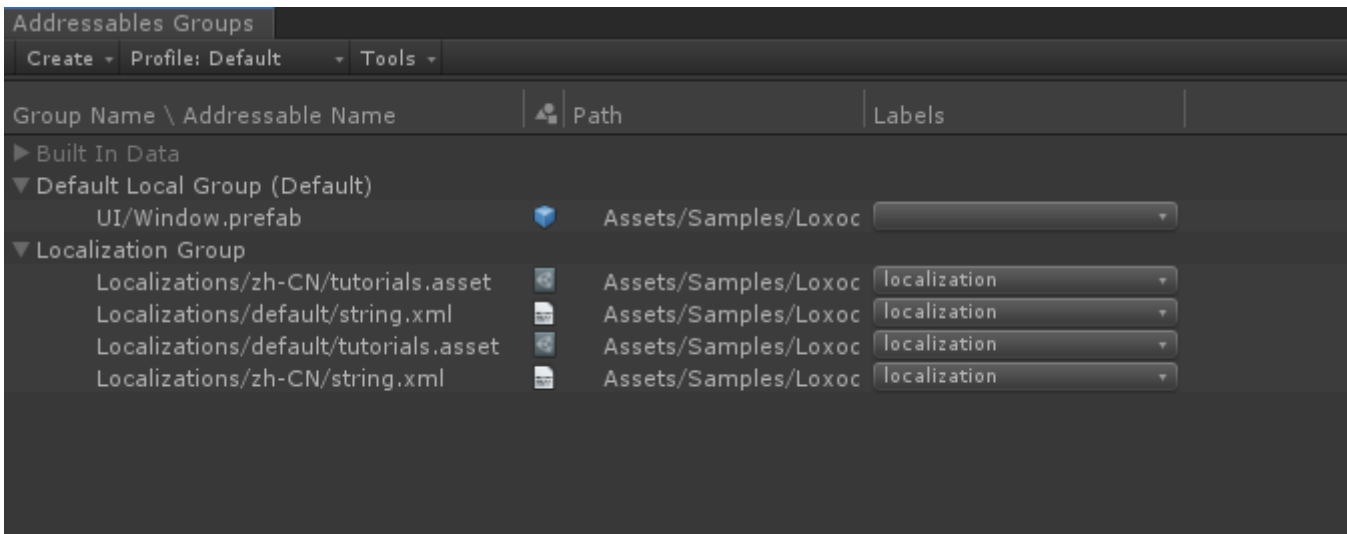 Addressables Groups
Create Profile: Default Tools
Group Name \ Addressable Name Path Labels
Built In Data
Default Local Group (Default)
UI/Window.prefab Assets/Samples/Loxoc
Localization Group
Localizations/zh-CN/tutorials.asset Assets/Samples/Loxoc localization
Localizations/default/string.xml Assets/Samples/Loxoc localization
Localizations/default/tutorials.asset Assets/Samples/Loxoc localization
Localizations/zh-CN/string.xml Assets/Samples/Loxoc localization